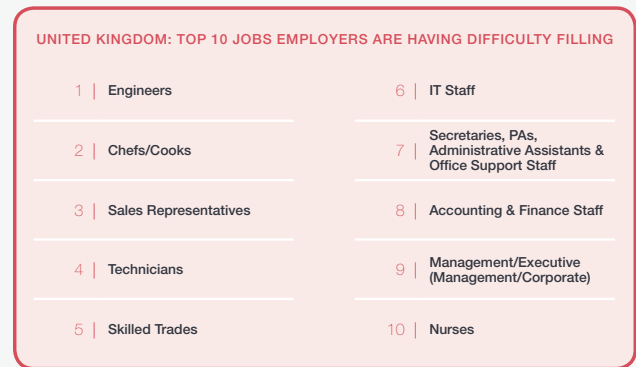 UNITED KINGDOM: TOP 10 JOBS EMPLOYERS ARE HAVING DIFFICULTY FILLING
1 | Engineers
2 | Chefs/Cooks
3 | Sales Representatives
4 | Technicians
5 | Skilled Trades
6 | IT Staff
7 | Secretaries, PAs,
Administrative Assistants &
Office Support Staff
8 | Accounting & Finance Staff
9 | Management/Executive
(Management/Corporate)
10 | Nurses